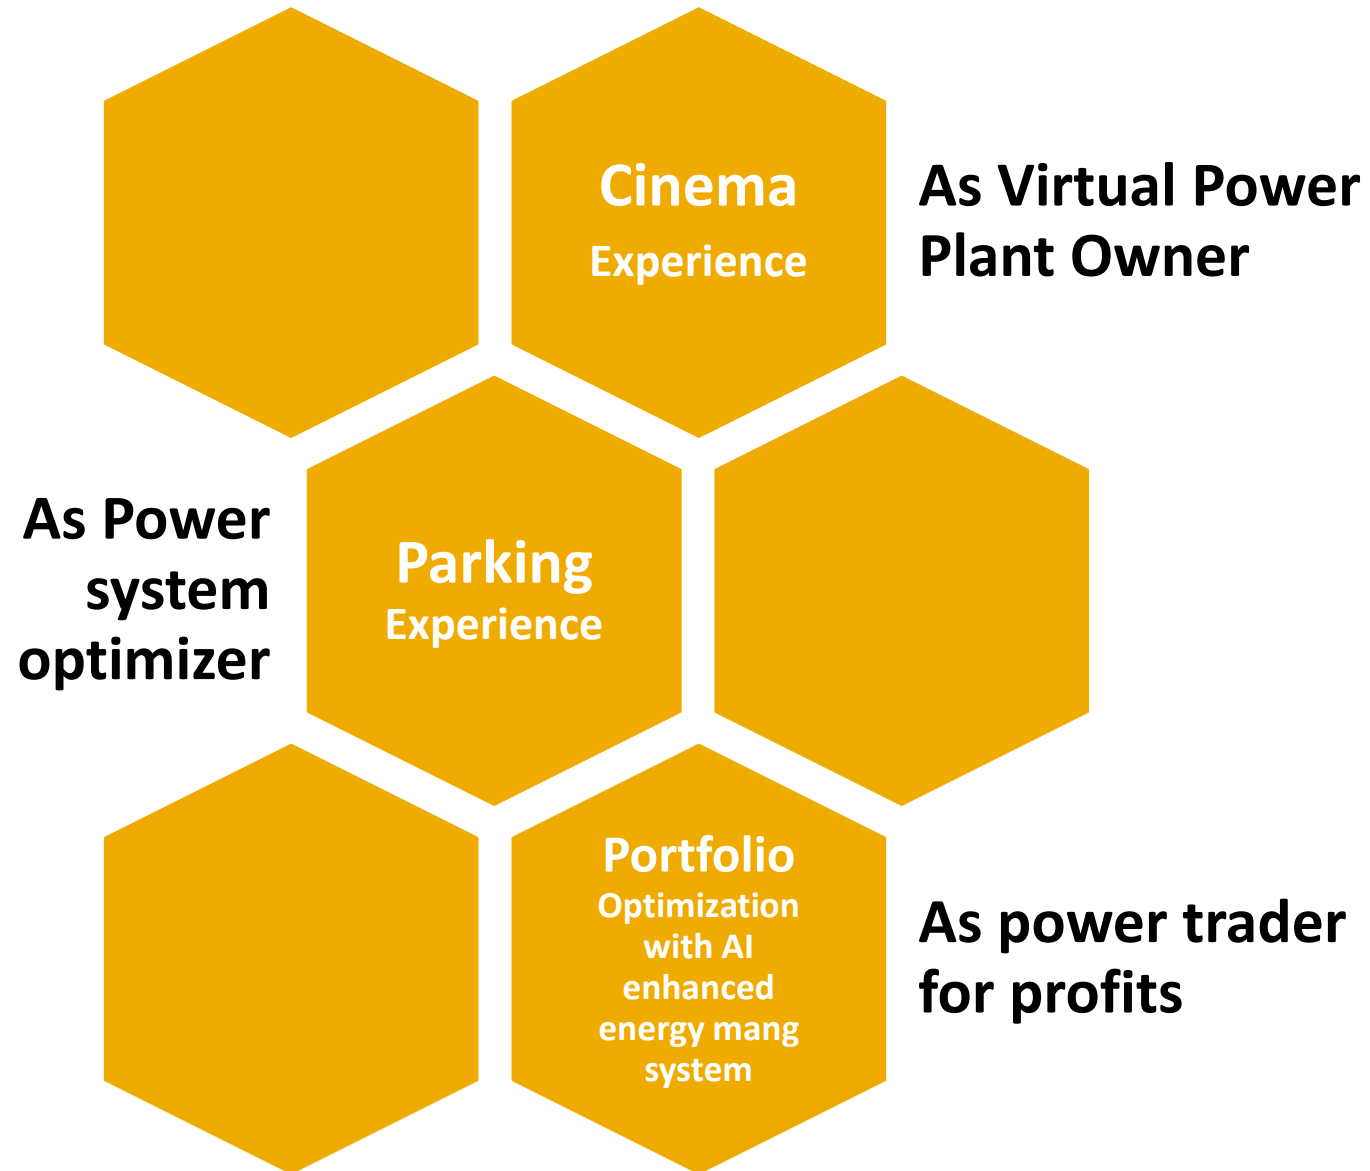 Cinema
Experience
As Virtual Power
Plant Owner
As Power
system
optimizer
Parking
Experience
Portfolio
Optimization
with AI
enhanced
energy mang
system
As power trader
for profits